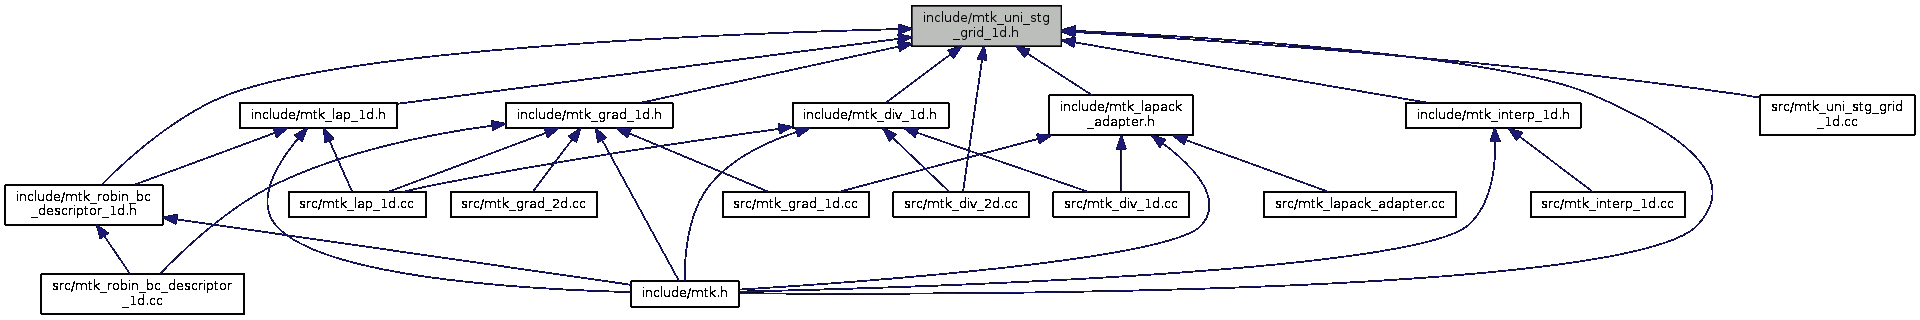 include/mtk_uni_stg
_grid_1d.h
include/mtk_lap_1d.h
include/mtk_grad_1d.h
include/mtk_div_1d.h
include/mtk_lapack
_adapter.h
include/mtk_interp_1d.h
src/mtk_uni_stg_grid
_1d.cc
include/mtk_robin_bc
_descriptor_1d.h
src/mtk_lap_1d.cc
src/mtk_grad_2d.cc
src/mtk_grad_1d.cc
src/mtk_div_2d.cc
src/mtk_div_1d.cc
src/mtk_lapack_adapter.cc
src/mtk_interp_1d.cc
src/mtk_robin_bc_descriptor
_1d.cc
include/mtk.h